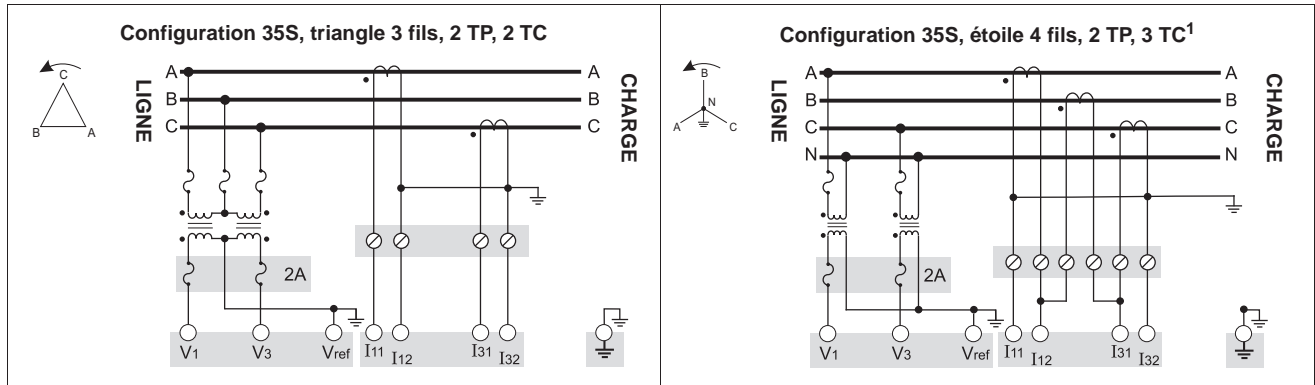 Configuration 35S, triangle 3 fils, 2 TP, 2 TC
C
B A
LIGNE
A A
B B
C C
CHARGE
2A
V1 V3 Vref I11 I12 I31 I32
Configuration 35S, étoile 4 fils, 2 TP, 3 TC1
B
N
A C
LIGNE
A A
B B
C C
N N
CHARGE
2A
V1 V3 Vref I11 I12 I31 I32